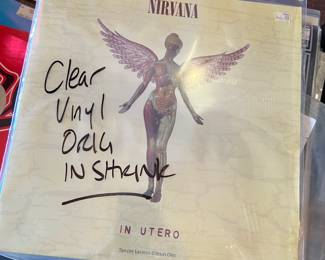 NIRVANA
Clear
Vinyl
ORIG
IN SHRINK
IN UTERO